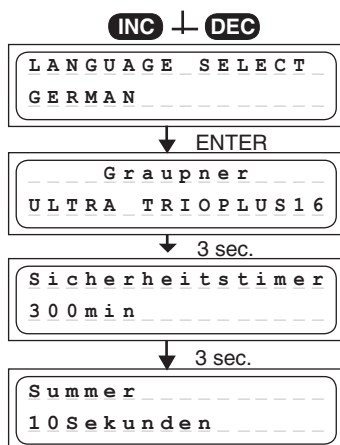 INC DEC
LANGUAGE SELECT
GERMAN
ENTER
Graupner
ULTRA TRIOPLUS16
3 sec.
Sicherheitstimer
300min
3 sec.
Summer
10Sekunden